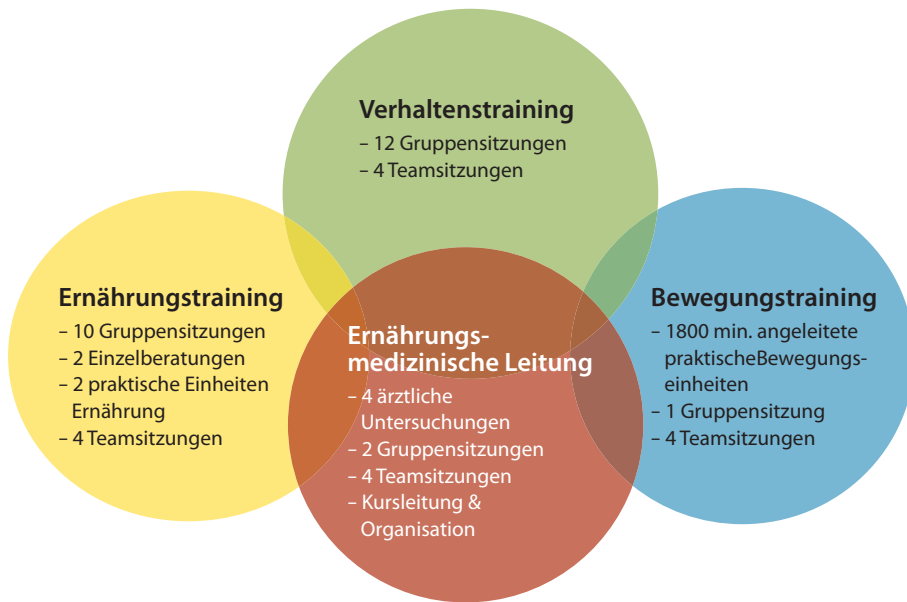 Verhaltenstraining
– 12 Gruppensitzungen
– 4 Teamsitzungen
Ernährungstraining
– 10 Gruppensitzungen
– 2 Einzelberatungen
– 2 praktische Einheiten
Ernährung
– 4 Teamsitzungen
Ernährungs-
medizinische Leitung
– 4 ärztliche
Untersuchungen
– 2 Gruppensitzungen
– 4 Teamsitzungen
– Kursleitung &
Organisation
Bewegungstraining
– 1800 min. angeleitete
praktischeBewegungs-
einheiten
– 1 Gruppensitzung
– 4 Teamsitzungen